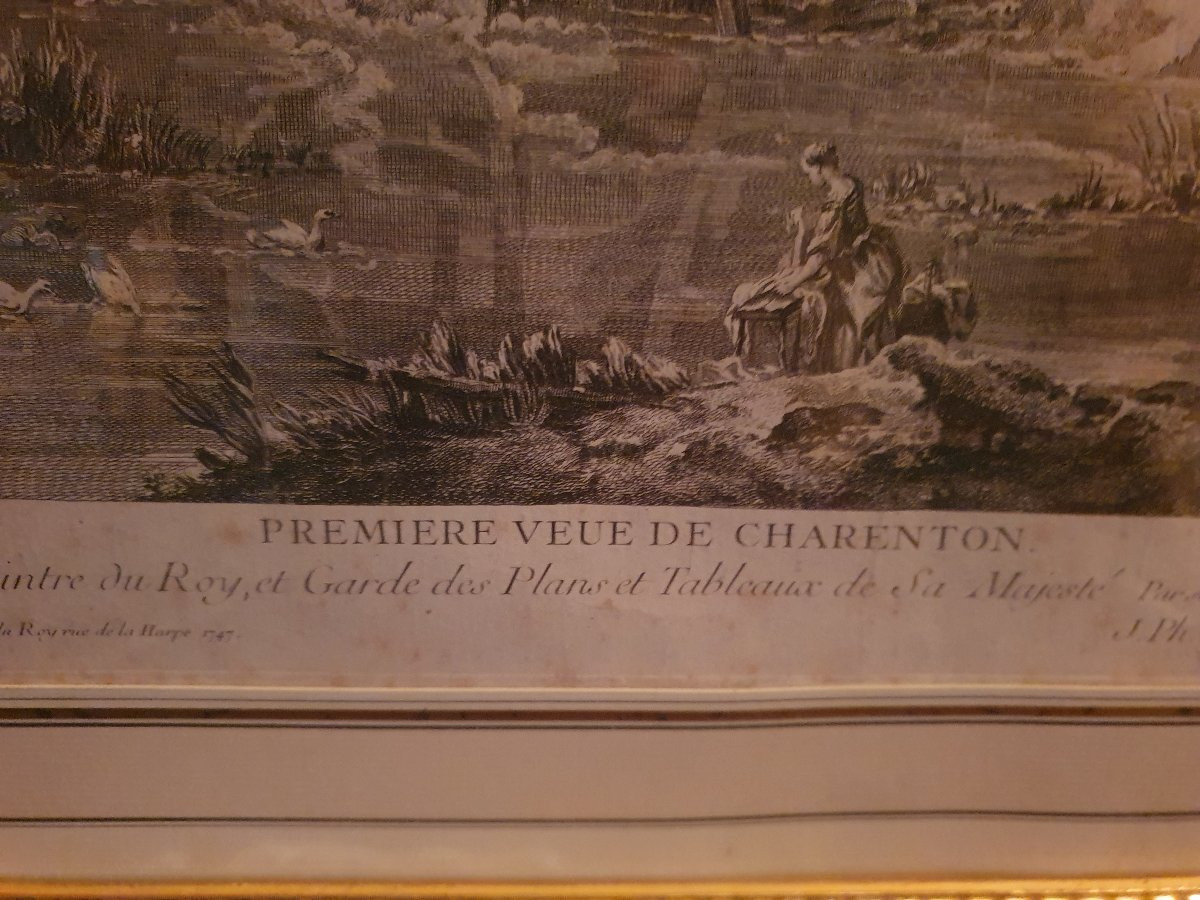 PREMIERE VEUE DE CHARENTON.
intre du Roy, et Garde des Plans et Tableaux de Sa Majesté Par
du Roy rue de la Harpe 1747.
J. Ph